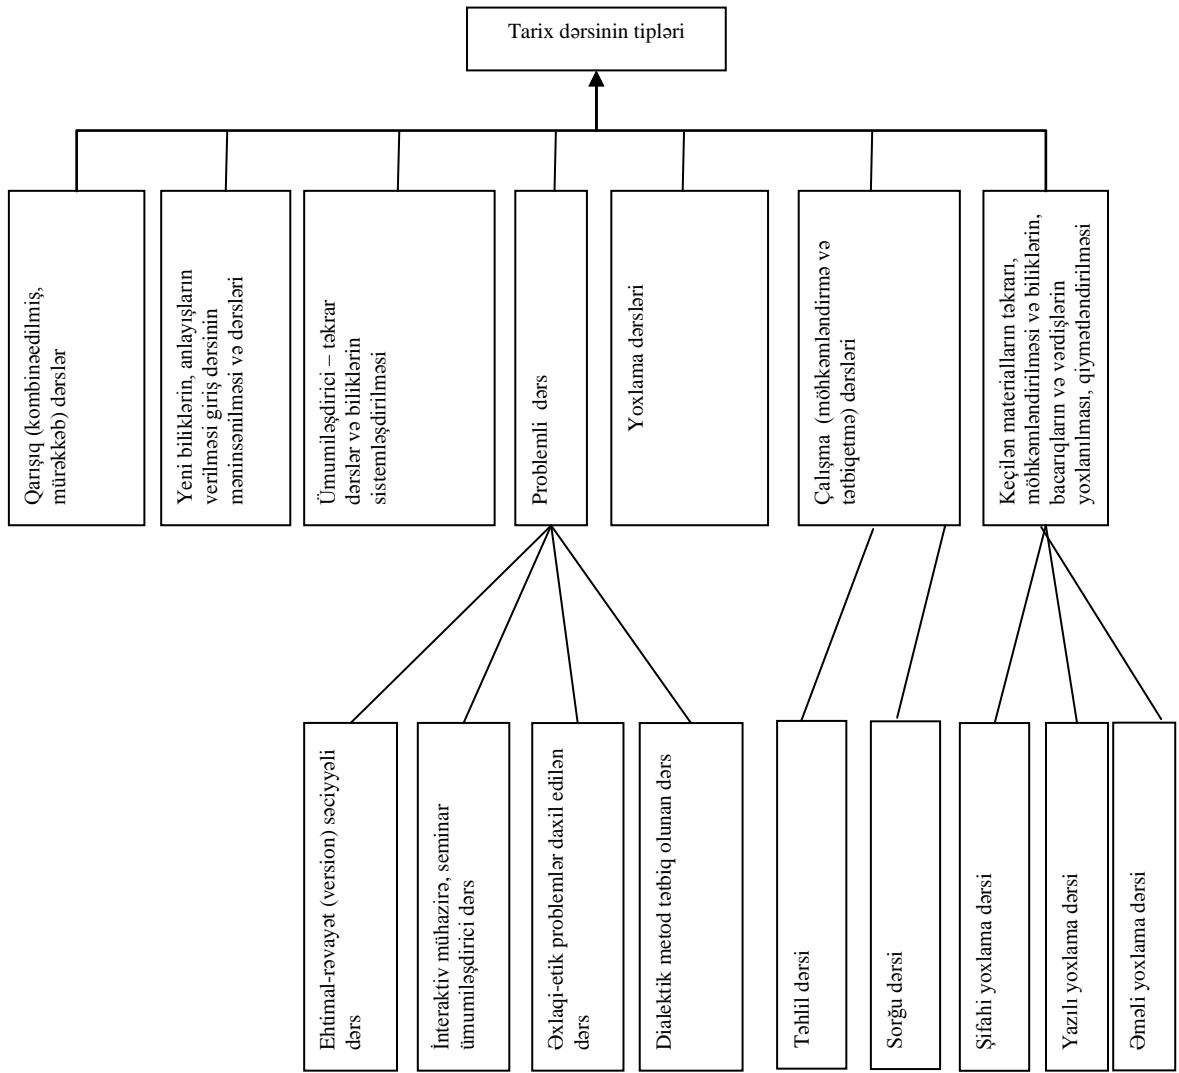 Tarix dərsinin tipləri
Qarışıq (kombinəedilmiş,
mürəkkəb) dərslər
Yeni biliklərin, anlayışların
verilməsi giriş dərsinin
mənimsənilməsi və dərsləri
Ümumiləşdirici – təkrar
dərslər və biliklərin
sistemləşdirilməsi
Problemli dərs
Yoxlama dərsləri
Çalışma (möhkəmləndirmə və
tətbiqetmə) dərsləri
Keçilən materialların təkrarı,
möhkəmləndirilməsi və biliklərin,
bacarıqların və vərdişlərin
yoxlanılması, qiymətləndirilməsi
Ehtimal-rəvayət (version) səciyyəli
dərs
İnteraktiv mühazirə, seminar
ümumiləşdirici dərs
Əxlaqi-etik problemlər daxil edilən
dərs
Dialektik metod tətbiq olunan dərs
Təhlil dərsi
Sorğu dərsi
Şifahi yoxlama dərsi
Yazılı yoxlama dərsi
Əməli yoxlama dərsi